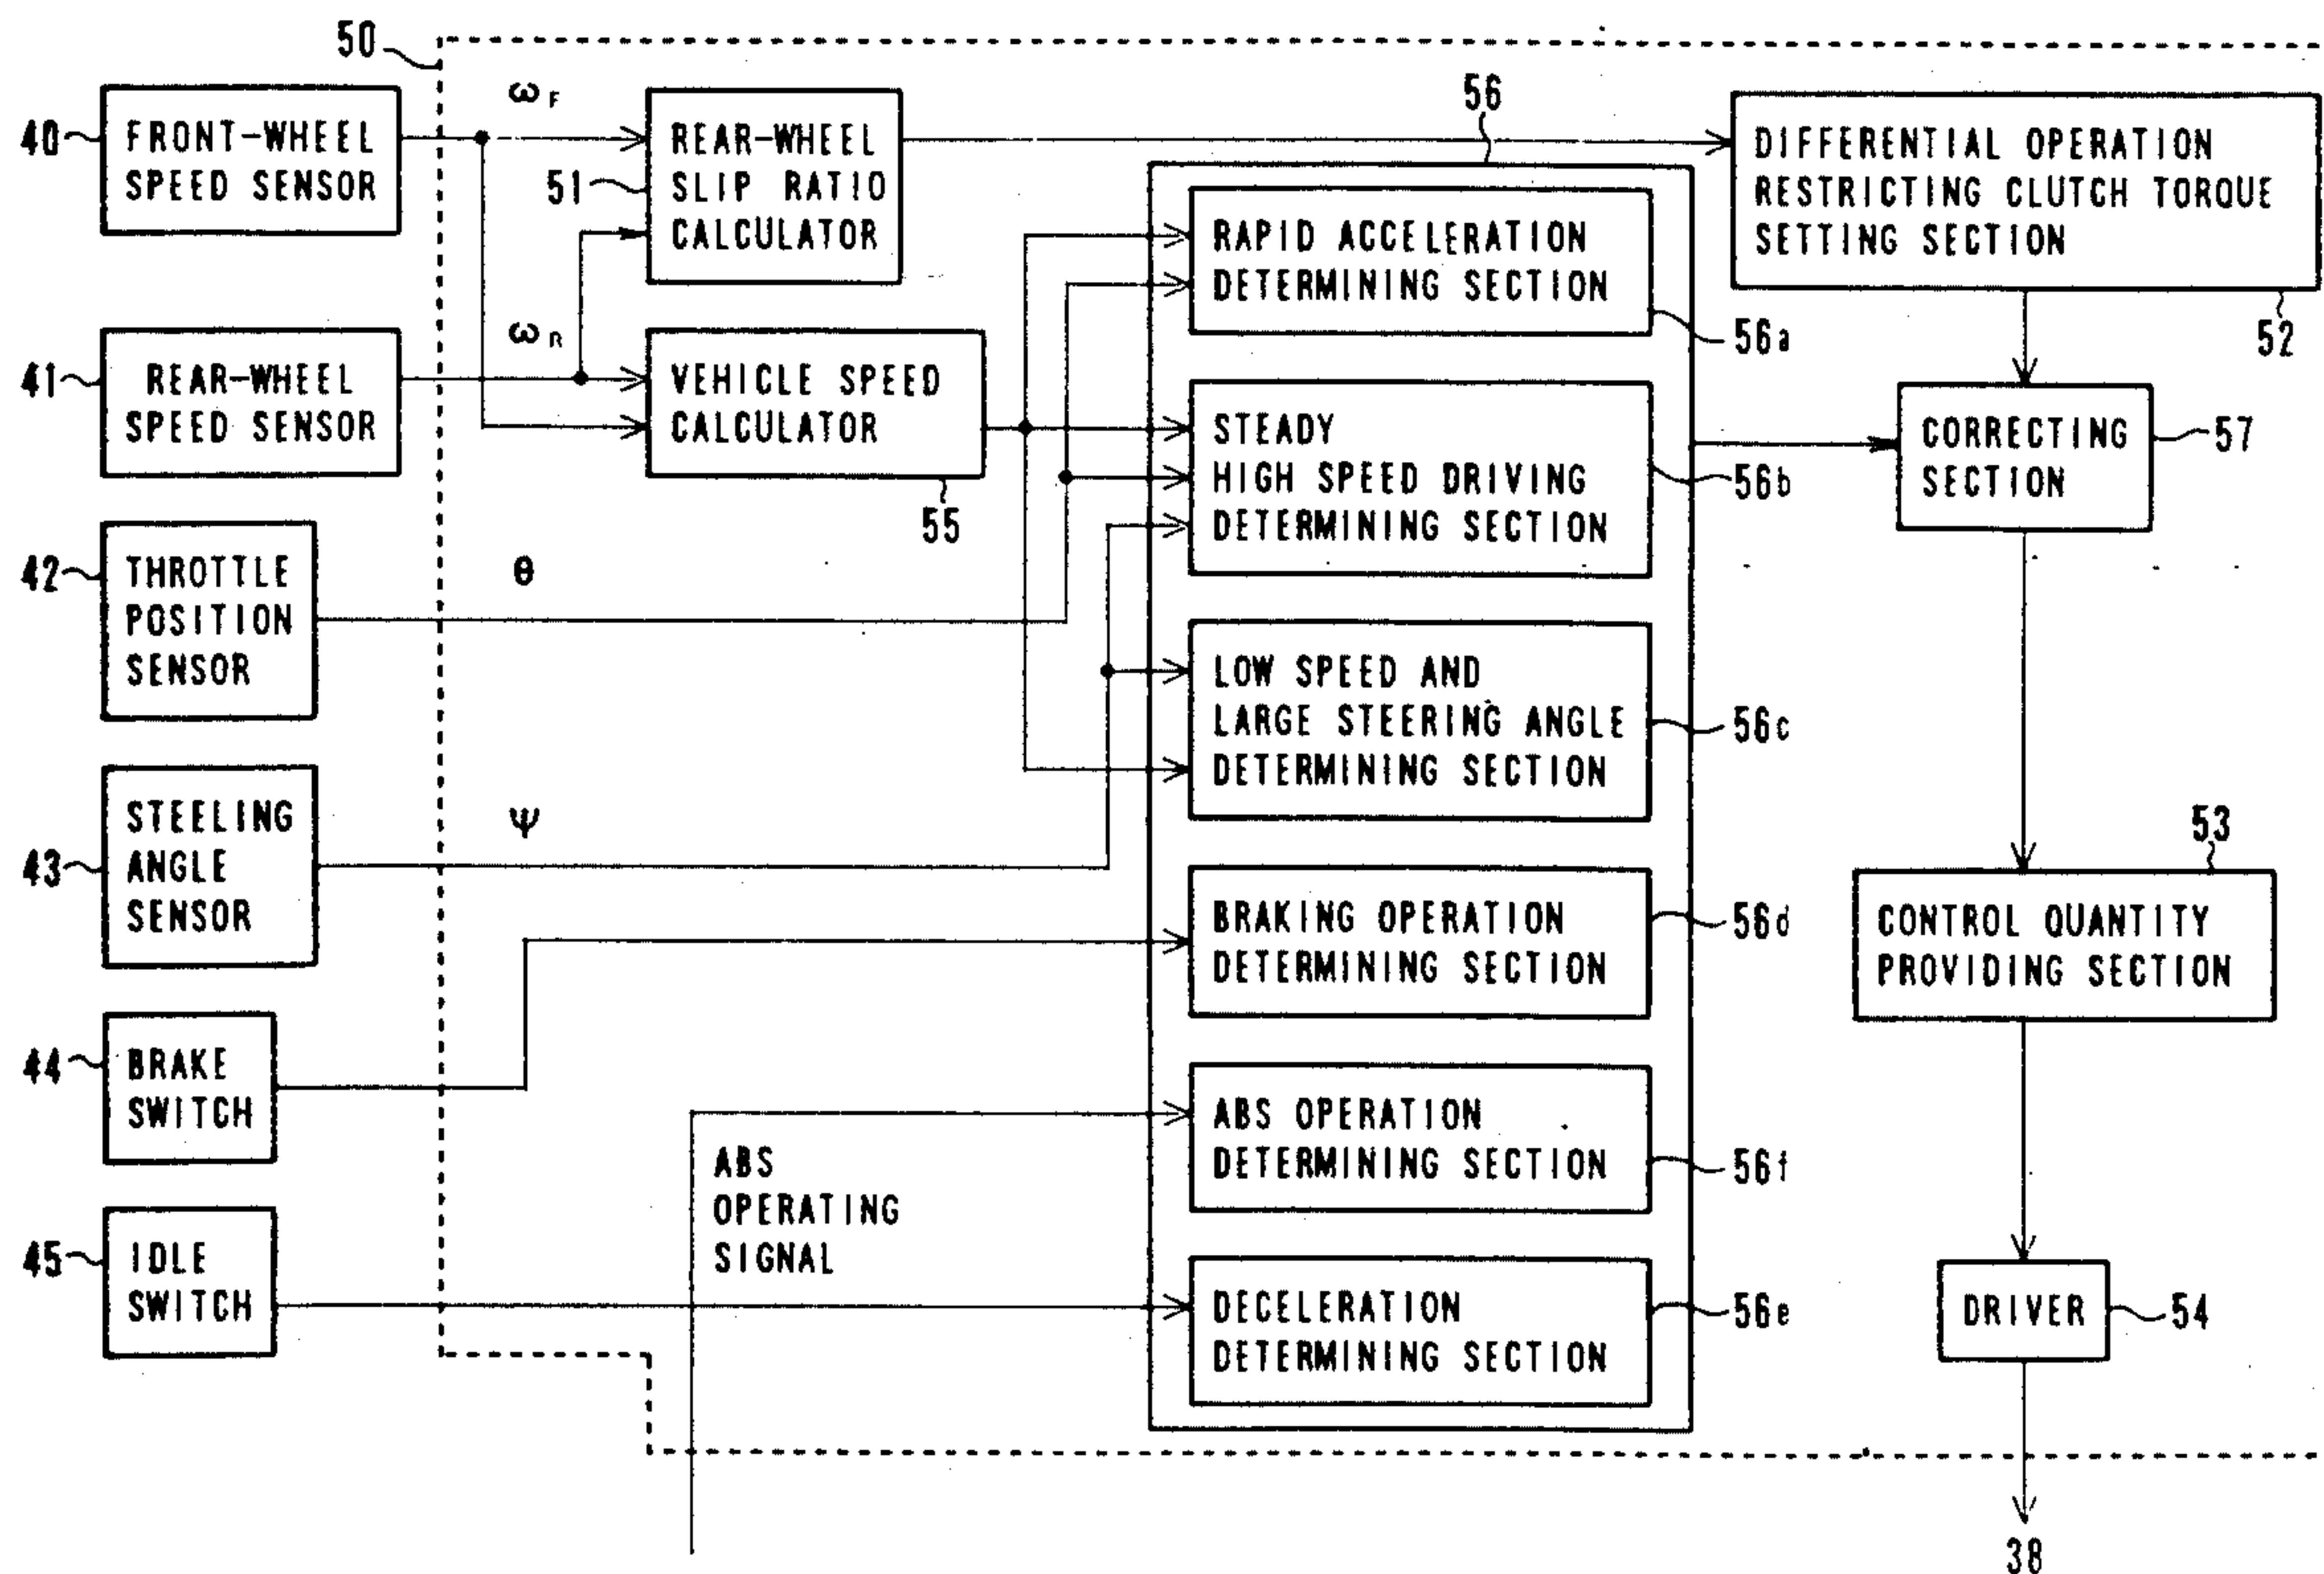 50
ωF
56
40
FRONT-WHEEL
SPEED SENSOR
51
REAR-WHEEL
SLIP RATIO
CALCULATOR
DIFFERENTIAL OPERATION
RESTRICTING CLUTCH TORQUE
SETTING SECTION
52
RAPID ACCELERATION
DETERMINING SECTION
56a
41
REAR-WHEEL
SPEED SENSOR
ωR
VEHICLE SPEED
CALCULATOR
55
STEADY
HIGH SPEED DRIVING
DETERMINING SECTION
56b
CORRECTING
SECTION
57
42
THROTTLE
POSITION
SENSOR
θ
LOW SPEED AND
LARGE STEERING ANGLE
DETERMINING SECTION
56c
43
STEELING
ANGLE
SENSOR
ψ
BRAKING OPERATION
DETERMINING SECTION
56d
53
CONTROL QUANTITY
PROVIDING SECTION
44
BRAKE
SWITCH
ABS
OPERATING
SIGNAL
ABS OPERATION
DETERMINING SECTION
56f
45
IDLE
SWITCH
DECELERATION
DETERMINING SECTION
56e
DRIVER
54
38